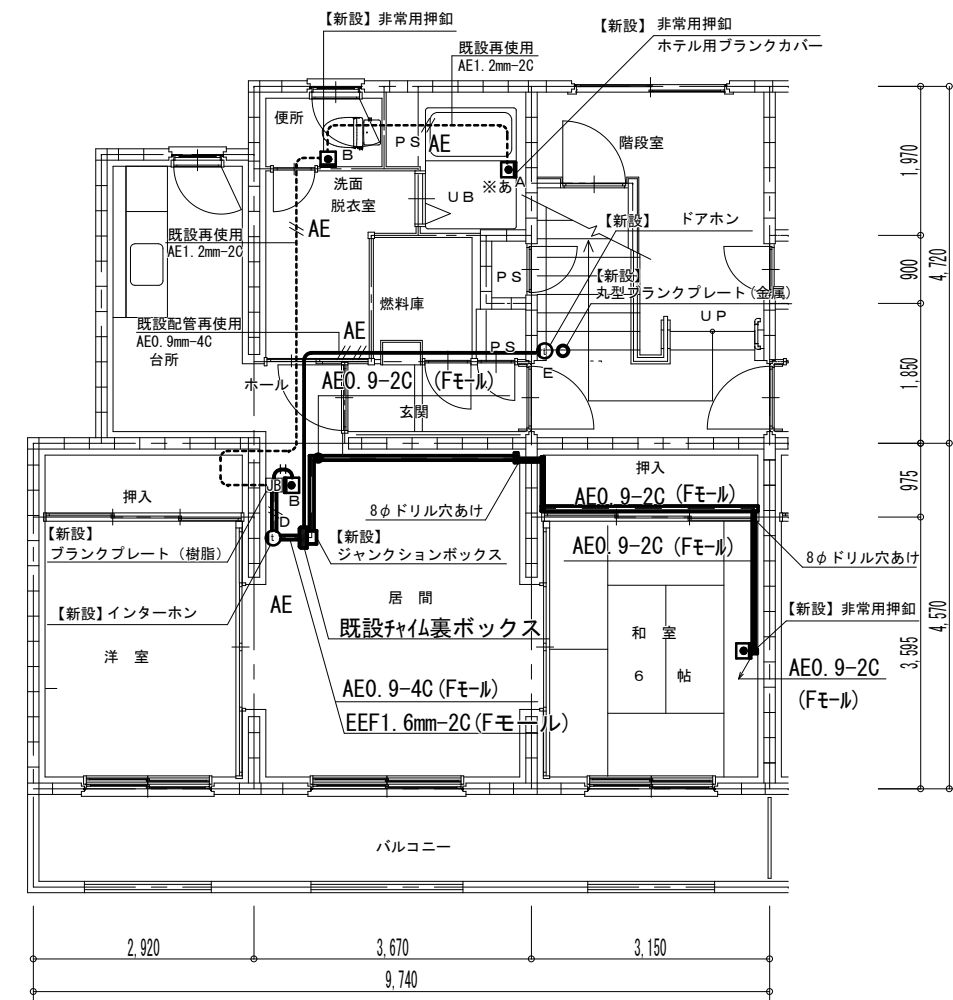 【新設】非常用押釦
【新設】 非常用押釦
ホテル用ブランクカバー
既設再使用
AE1.2mm-2C
便所
PS
AE
階段室
B
A
※あ
洗面
脱衣室
UB
AE
【新設】 ドアホン
既設再使用
AE1.2mm-2C
PS
【新設】
丸型ブランクプレート(金属)
燃料庫
UP
既設配管再使用
AE0.9mm-4C
AE
台所
PS
E
ホール
AE0.9-2C (Fモール)
玄関
押入
JB
B
D
8φドリル穴あけ
押入
AE0.9-2C (Fモール)
【新設】
ブランクプレート(樹脂)
t
【新設】
ジャンクションボックス
AE0.9-2C (Fモール)
8φドリル穴あけ
AE
【新設】インターホン
居 間
【新設】非常用押釦
既設チャイム裏ボックス
和 室
6 帖
洋 室
AE0.9-4C(Fモール)
EEF1.6mm-2C(Fモール)
AE0.9-2C
(Fモール)
バルコニー
1,970
900
1,850
4,720
975
3,595
4,570
2,920
3,670
3,150
9,740